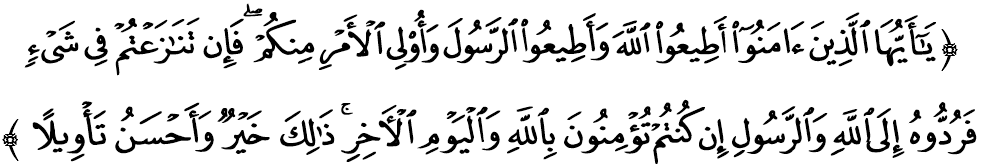 ﴿ يَٰٓأَيُّهَا ٱلَّذِينَ ءَامَنُوٓا۟ أَطِيعُوا۟ ٱللَّهَ وَأَطِيعُوا۟ ٱلرَّسُولَ وَأُو۟لِى ٱلْأَمْرِ مِنكُمْ ۖ فَإِن تَنَٰزَعْتُمْ فِى شَىْءٍ
فَرُدُّوهُ إِلَى ٱللَّهِ وَٱلرَّسُولِ إِن كُنتُمْ تُؤْمِنُونَ بِٱللَّهِ وَٱلْيَوْمِ ٱلْأَخِرِ ۚ ذَٰلِكَ خَيْرٌ وَأَحْسَنُ تَأْوِيلًا ﴾